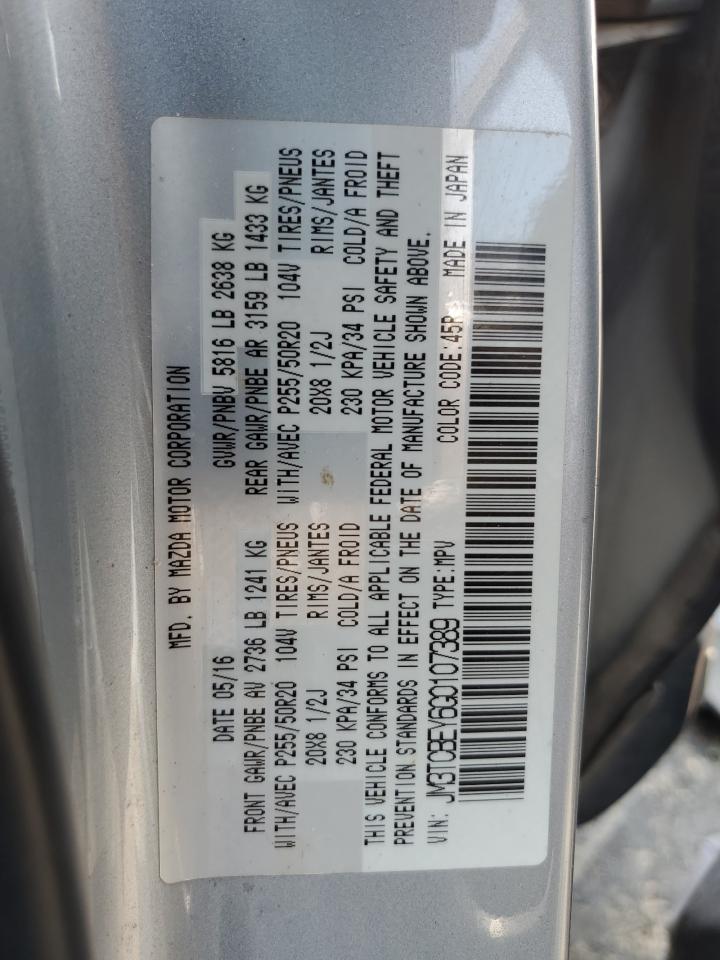 MFD. BY MAZDA MOTOR CORPORATION
DATE 05/16 GVWR/PNBV 5816 LB 2638 KG
FRONT GAWR/PNBE AV 2736 LB 1241 KG REAR GAWR/PNBE AR 3159 LB 1433 KG
WITH/AVEC P255/50R20 104V TIRES/PNEUS WITH/AVEC P255/50R20 104V TIRES/PNEUS
20X8 1/2J RIMS/JANTES 20X8 1/2J RIMS/JANTES
230 KPA/34 PSI COLD/A FROID 230 KPA/34 PSI COLD/A FROID
THIS VEHICLE CONFORMS TO ALL APPLICABLE FEDERAL MOTOR VEHICLE SAFETY AND THEFT
PREVENTION STANDARDS IN EFFECT ON THE DATE OF MANUFACTURE SHOWN ABOVE.
VIN: JM3TCBEY6G0107389 TYPE:MPV COLOR CODE:45P MADE IN JAPAN